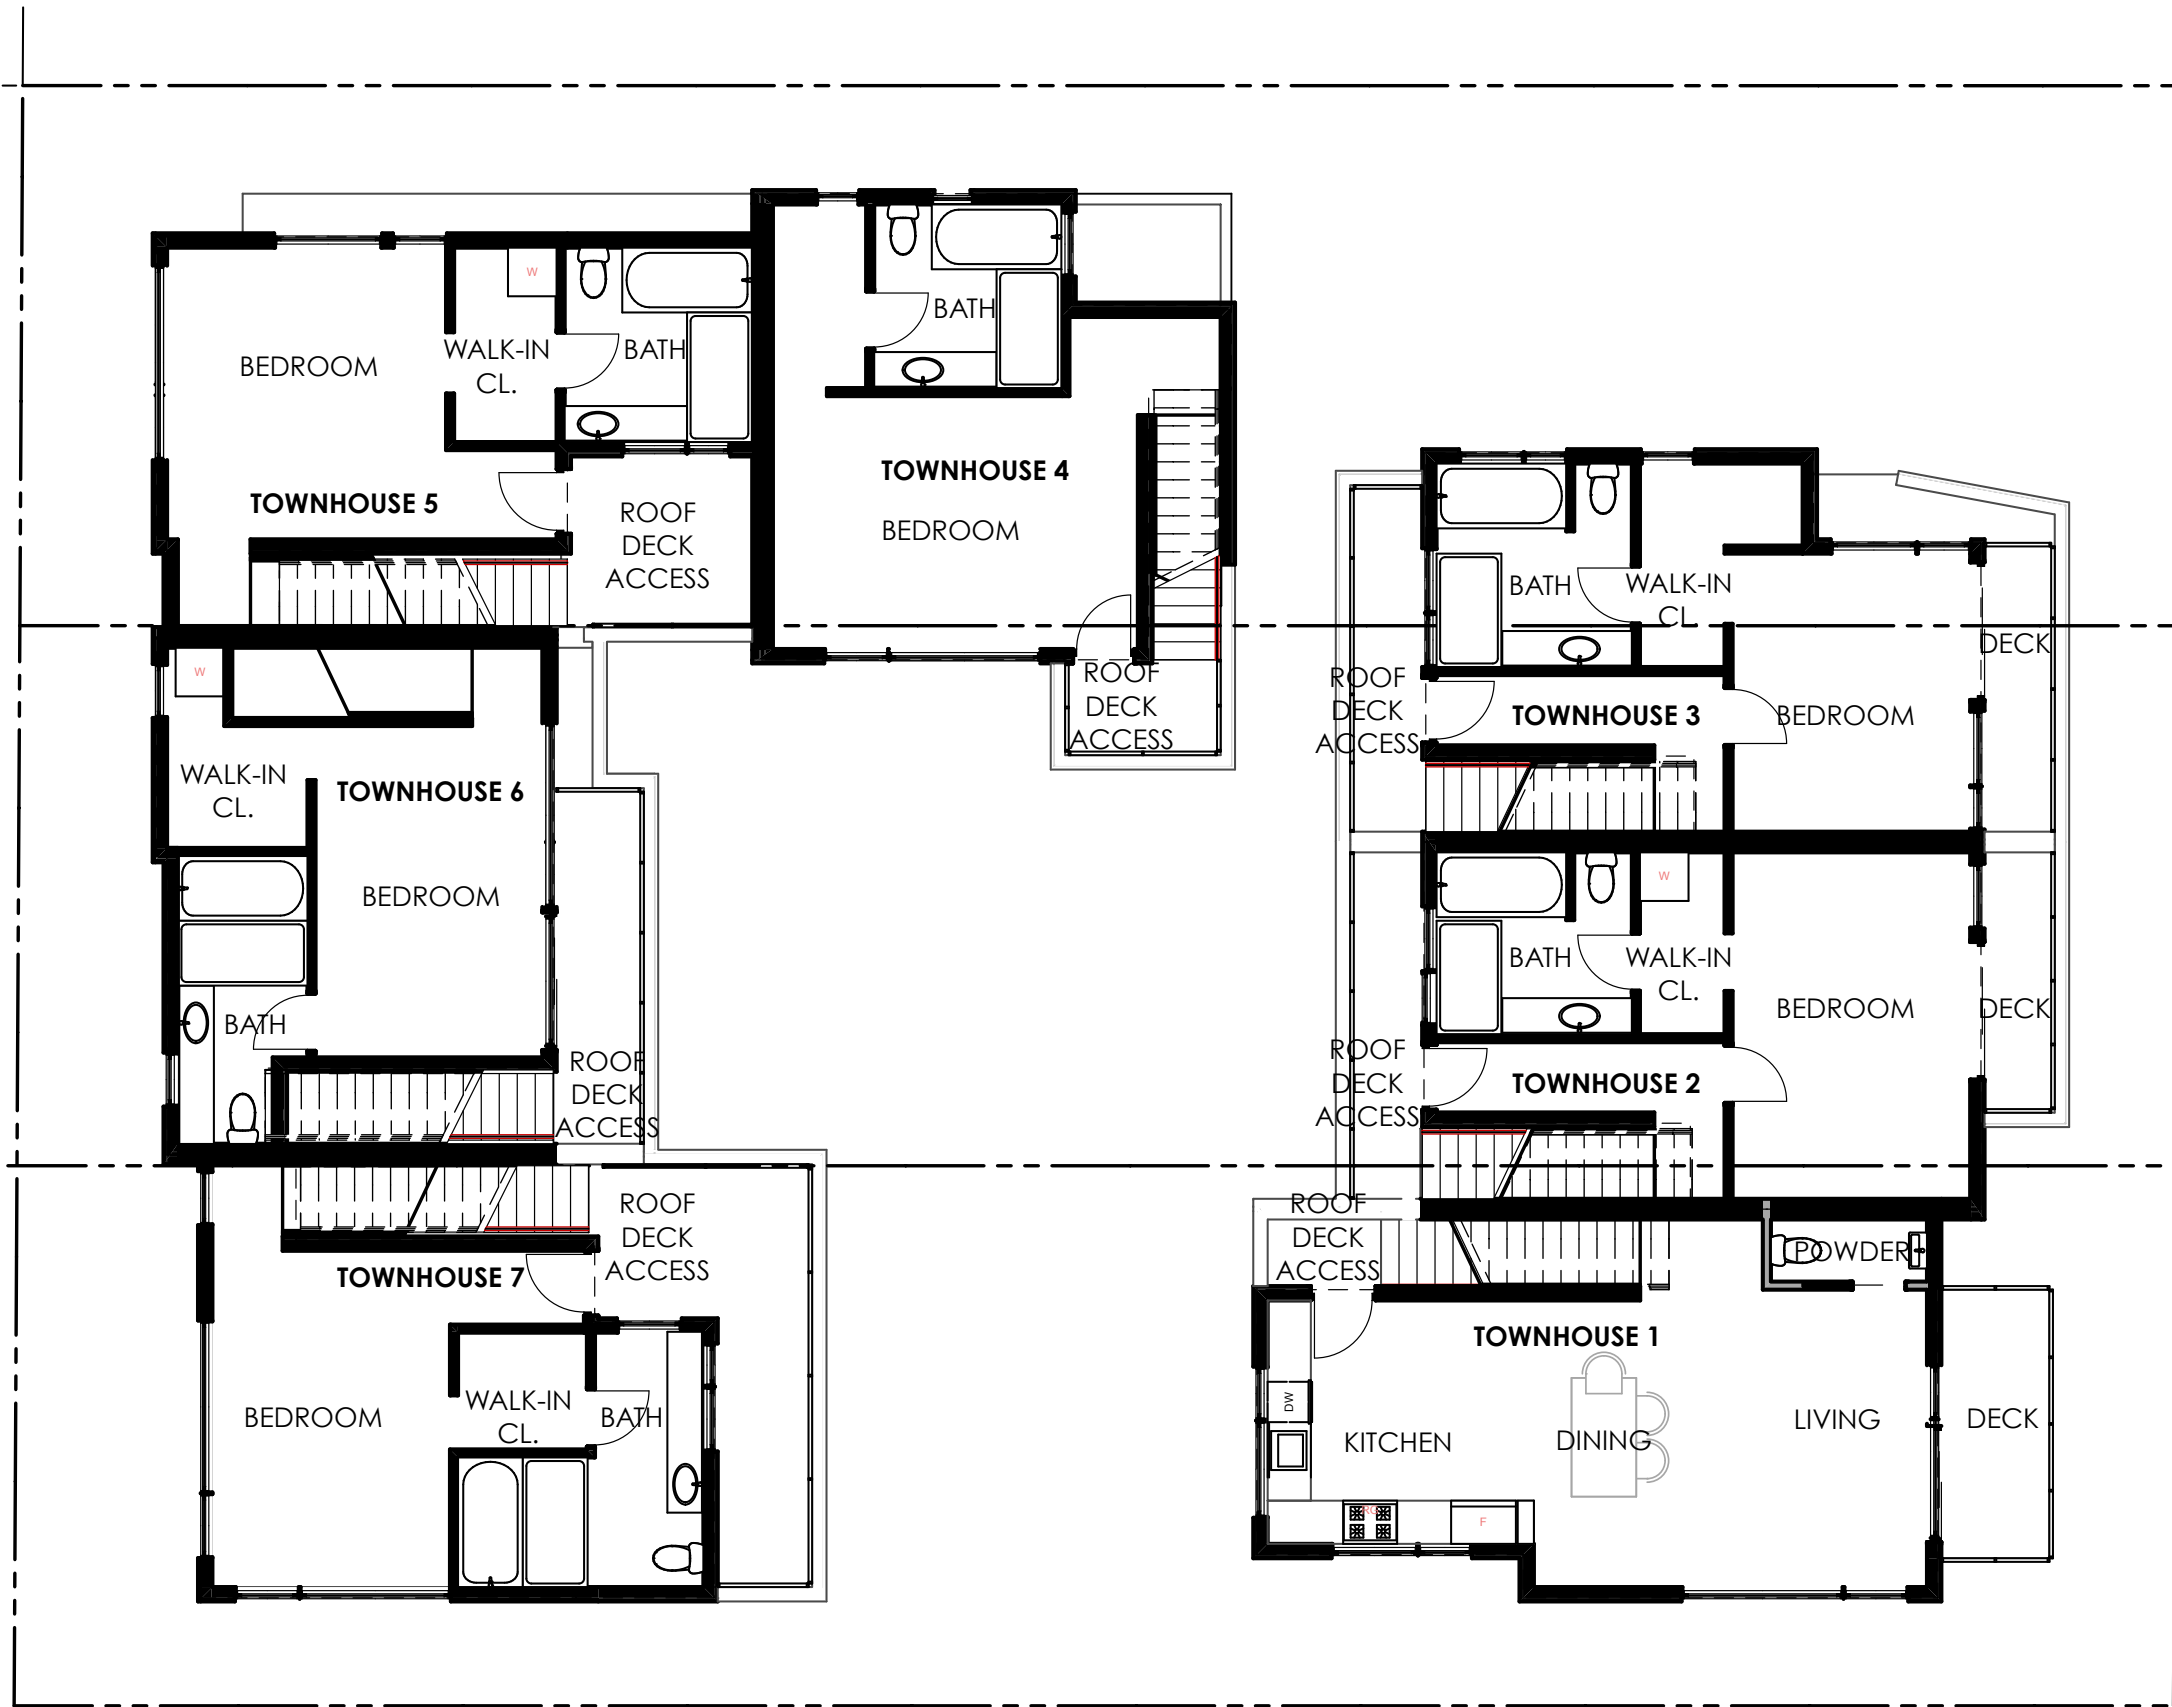 W
BEDROOM
WALK-IN
CL.
BATH
TOWNHOUSE 5
ROOF
DECK
ACCESS
BATH
TOWNHOUSE 4
BEDROOM
ROOF
DECK
ACCESS
BATH
WALK-IN
CL.
DECK
ROOF
DECK
ACCESS
TOWNHOUSE 3
BEDROOM
W
WALK-IN
CL.
TOWNHOUSE 6
BEDROOM
BATH
ROOF
DECK
ACCESS
W
BATH
WALK-IN
CL.
BEDROOM
DECK
ROOF
DECK
ACCESS
TOWNHOUSE 2
ROOF
DECK
ACCESS
TOWNHOUSE 7
BEDROOM
WALK-IN
CL.
BATH
ROOF
DECK
ACCESS
POWDER
TOWNHOUSE 1
DW
KITCHEN
DINING
LIVING
DECK
F